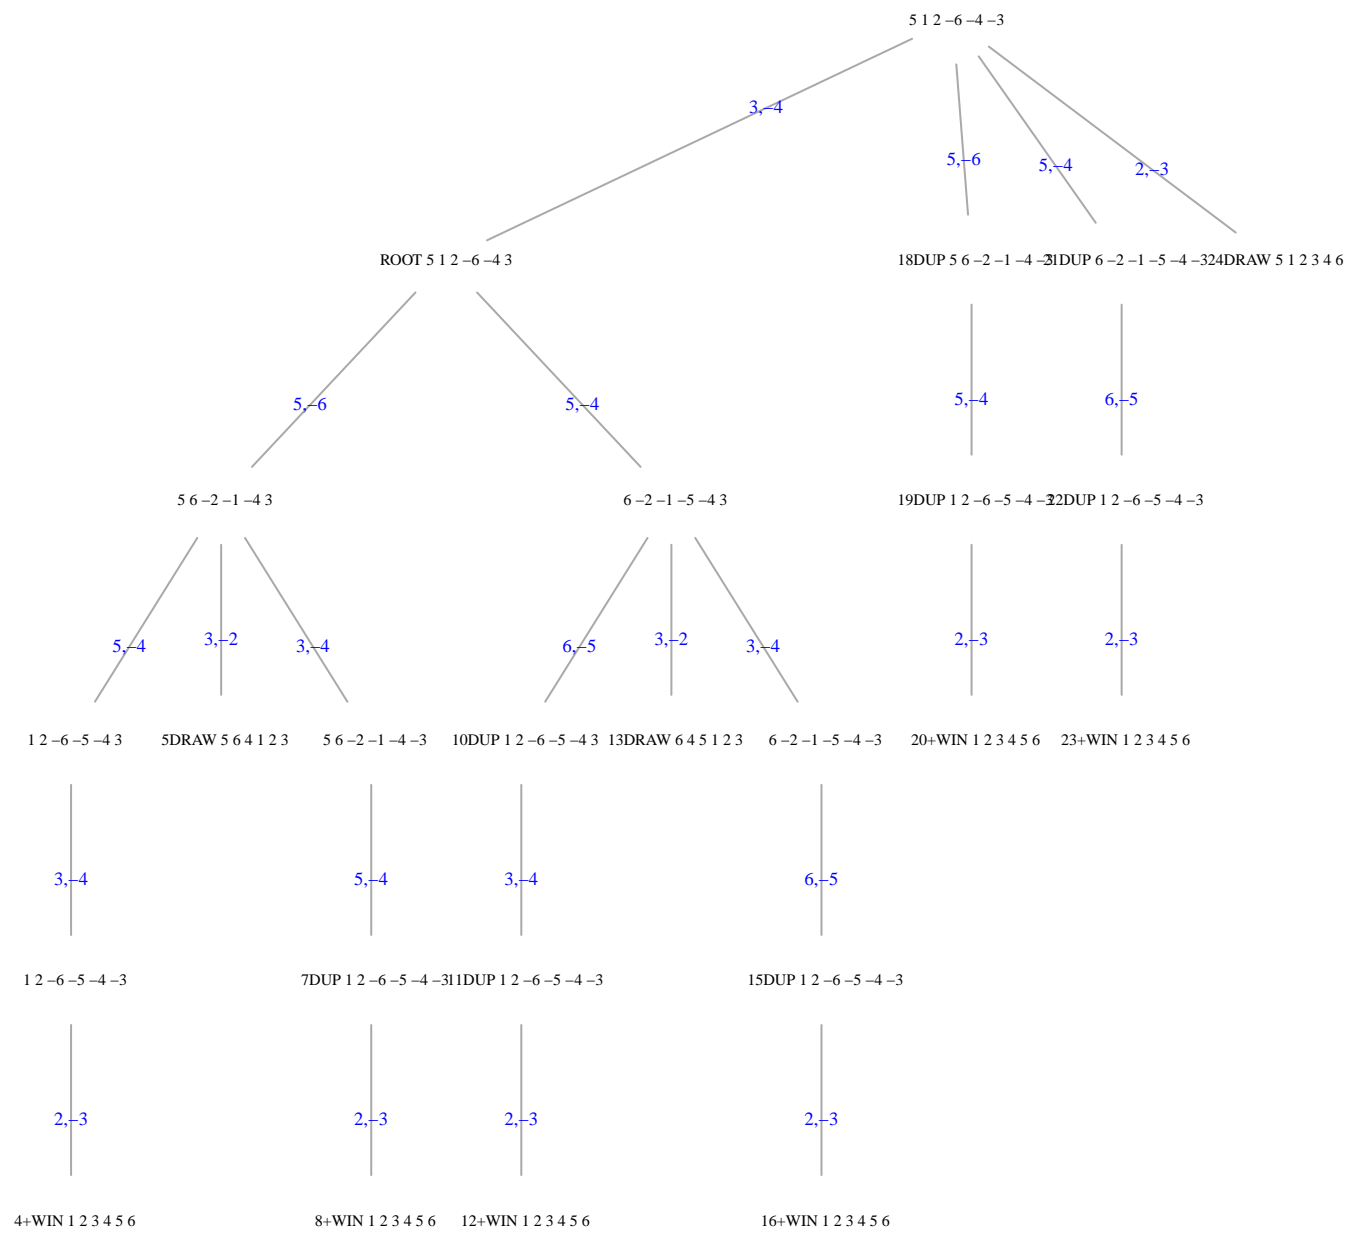 5 1 2 –6 –4 –3
3,–4
5,–6
5,–4
2,–3
ROOT 5 1 2 –6 –4 3
18DUP 5 6 –2 –1 –4 –3
21DUP 6 –2 –1 –5 –4 –3
24DRAW 5 1 2 3 4 6
5,–6
5,–4
5,–4
6,–5
5 6 –2 –1 –4 3
6 –2 –1 –5 –4 3
19DUP 1 2 –6 –5 –4 –3
22DUP 1 2 –6 –5 –4 –3
5,–4
3,–2
3,–4
6,–5
3,–2
3,–4
2,–3
2,–3
1 2 –6 –5 –4 3
5DRAW 5 6 4 1 2 3
5 6 –2 –1 –4 –3
10DUP 1 2 –6 –5 –4 3
13DRAW 6 4 5 1 2 3
6 –2 –1 –5 –4 –3
20+WIN 1 2 3 4 5 6
23+WIN 1 2 3 4 5 6
3,–4
5,–4
3,–4
6,–5
1 2 –6 –5 –4 –3
7DUP 1 2 –6 –5 –4 –3
11DUP 1 2 –6 –5 –4 –3
15DUP 1 2 –6 –5 –4 –3
2,–3
2,–3
2,–3
2,–3
4+WIN 1 2 3 4 5 6
8+WIN 1 2 3 4 5 6
12+WIN 1 2 3 4 5 6
16+WIN 1 2 3 4 5 6